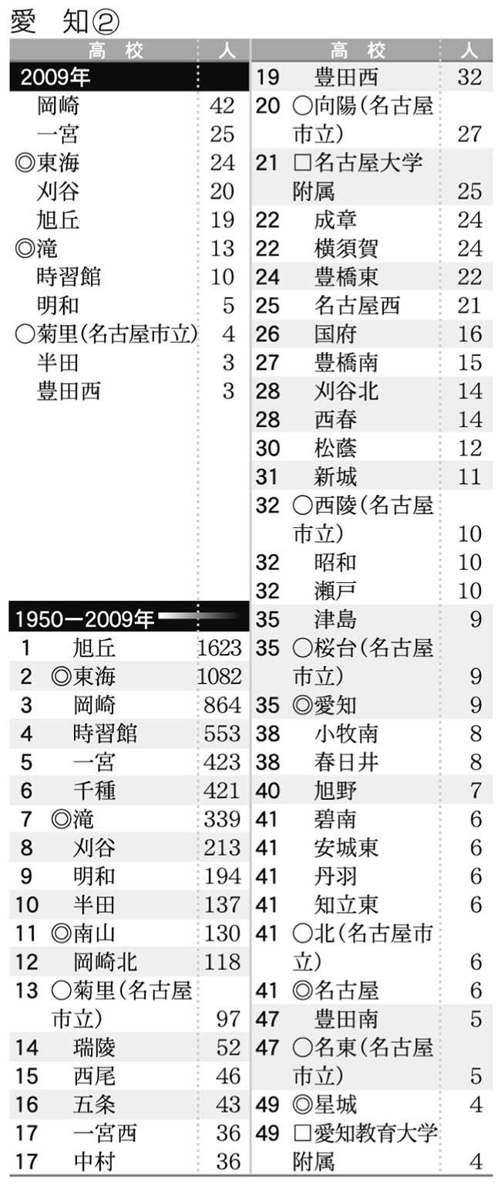 愛 知②
高 校 人
2009年
岡崎 42
一宮 25
◎東海 24
刈谷 20
旭丘 19
◎滝 13
時習館 10
明和 5
○菊里(名古屋市立) 4
半田 3
豊田西 3
1950－2009年
1 旭丘 1623
2 ◎東海 1082
3 岡崎 864
4 時習館 553
5 一宮 423
6 千種 421
7 ◎滝 339
8 刈谷 213
9 明和 194
10 半田 137
11 ◎南山 130
12 岡崎北 118
13 ○菊里(名古屋
市立) 97
14 瑞陵 52
15 西尾 46
16 五条 43
17 一宮西 36
17 中村 36
高 校 人
19 豊田西 32
20 ○向陽(名古屋
市立) 27
21 □名古屋大学
附属 25
22 成章 24
22 横須賀 24
24 豊橋東 22
25 名古屋西 21
26 国府 16
27 豊橋南 15
28 刈谷北 14
28 西春 14
30 松蔭 12
31 新城 11
32 ○西陵(名古屋
市立) 10
32 昭和 10
32 瀬戸 10
35 津島 9
35 ○桜台(名古屋
市立) 9
35 ◎愛知 9
38 小牧南 8
38 春日井 8
40 旭野 7
41 碧南 6
41 安城東 6
41 丹羽 6
41 知立東 6
41 ○北(名古屋市
立) 6
41 ◎名古屋 6
47 豊田南 5
47 ○名東(名古屋
市立) 5
49 ◎星城 4
49 □愛知教育大学
附属 4